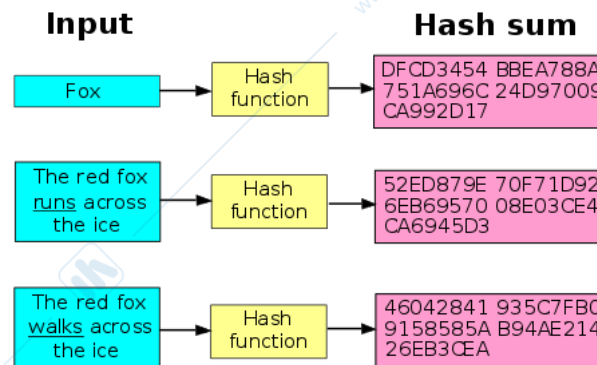 Input
Hash sum
Fox
Hash
function
DFCD3454 BBEA788A
751A696C 24D97009
CA992D17
The red fox
runs across
the ice
Hash
function
52ED879E 70F71D92
6EB69570 08E03CE4
CA6945D3
The red fox
walks across
the ice
Hash
function
46042841 935C7FB0
9158585A B94AE214
26EB3CEA